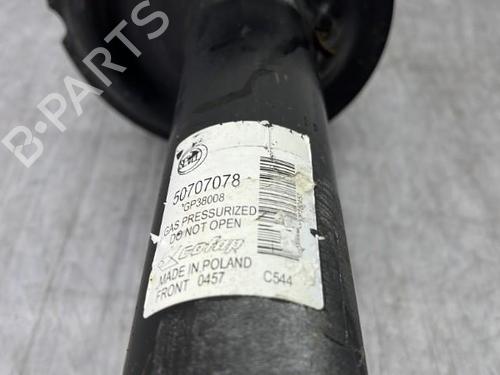 B-PARTS
50707078
*GP38008
GAS PRESSURIZED
DO NOT OPEN
MADE IN POLAND
FRONT 0457 C544